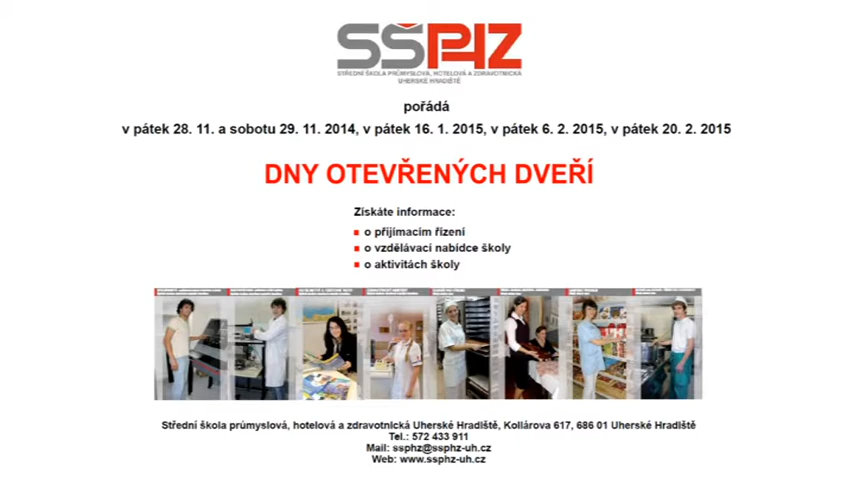 SŠPHZ
STŘEDNÍ ŠKOLA PRŮMYSLOVÁ, HOTELOVÁ A ZDRAVOTNICKÁ
UHERSKÉ HRADIŠTĚ
pořádá
v pátek 28. 11. a sobotu 29. 11. 2014, v pátek 16. 1. 2015, v pátek 6. 2. 2015, v pátek 20. 2. 2015
DNY OTEVŘENÝCH DVEŘÍ
Získáte informace:
o přijímacím řízení
o vzdělávací nabídce školy
o aktivitách školy
Střední škola průmyslová, hotelová a zdravotnická Uherské Hradiště, Kollárova 617, 686 01 Uherské Hradiště
Tel.: 572 433 911
Mail: ssphz@ssphz-uh.cz
Web: www.ssphz-uh.cz